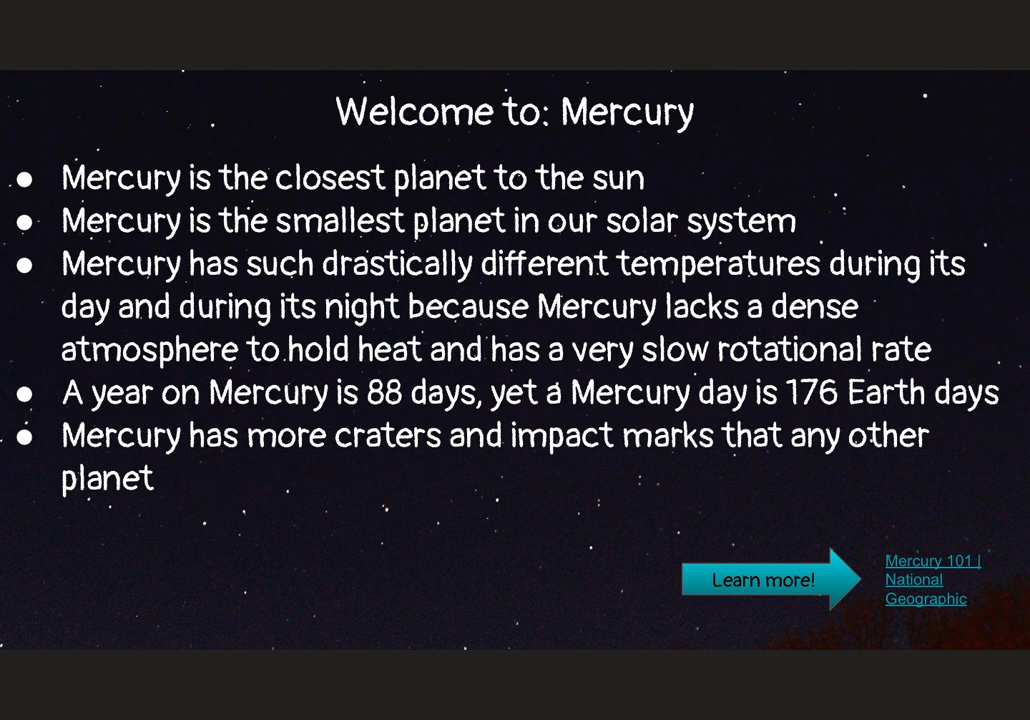 Welcome to: Mercury
● Mercury is the closest planet to the sun
● Mercury is the smallest planet in our solar system
● Mercury has such drastically different temperatures during its
day and during its night because Mercury lacks a dense
atmosphere to hold heat and has a very slow rotational rate
● A year on Mercury is 88 days, yet a Mercury day is 176 Earth days
● Mercury has more craters and impact marks that any other
planet
Learn more!
Mercury 101 |
National
Geographic